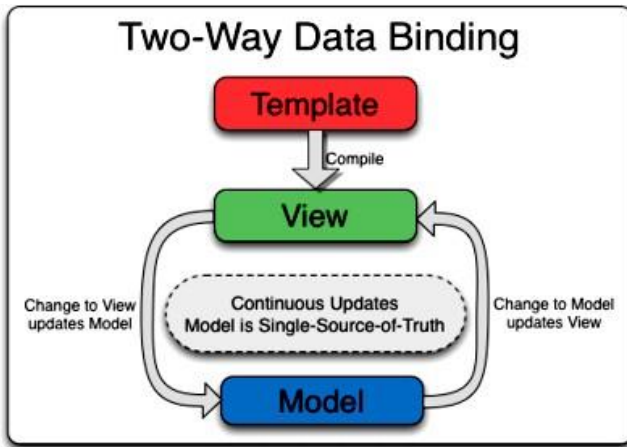 Two-Way Data Binding
Template
Compile
View
Change to View
updates Model
Continuous Updates
Model is Single-Source-of-Truth
Change to Model
updates View
Model